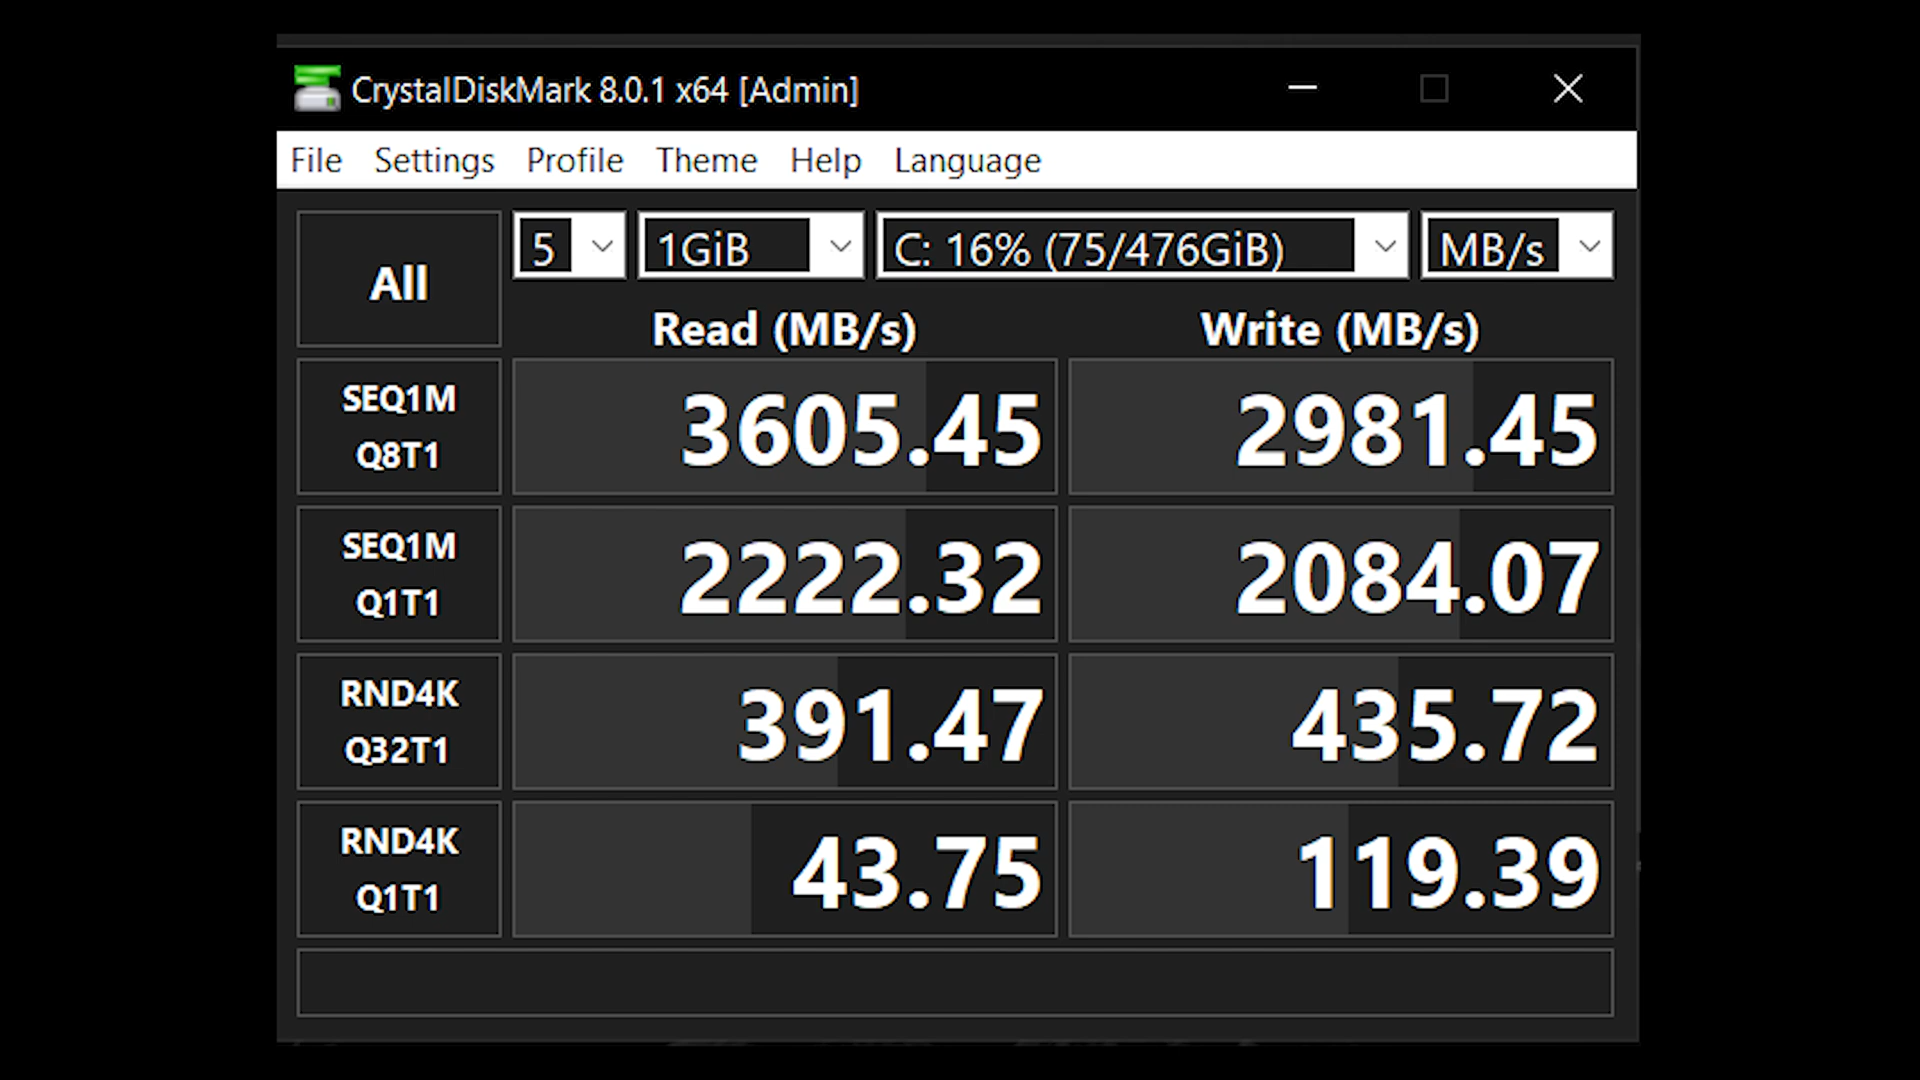 CrystalDiskMark 8.0.1 x64 [Admin]
File Settings Profile Theme Help Language
All
5 1GiB C: 16% (75/476GiB) MB/s
Read (MB/s) Write (MB/s)
SEQ1M
Q8T1
3605.45 2981.45
SEQ1M
Q1T1
2222.32 2084.07
RND4K
Q32T1
391.47 435.72
RND4K
Q1T1
43.75 119.39